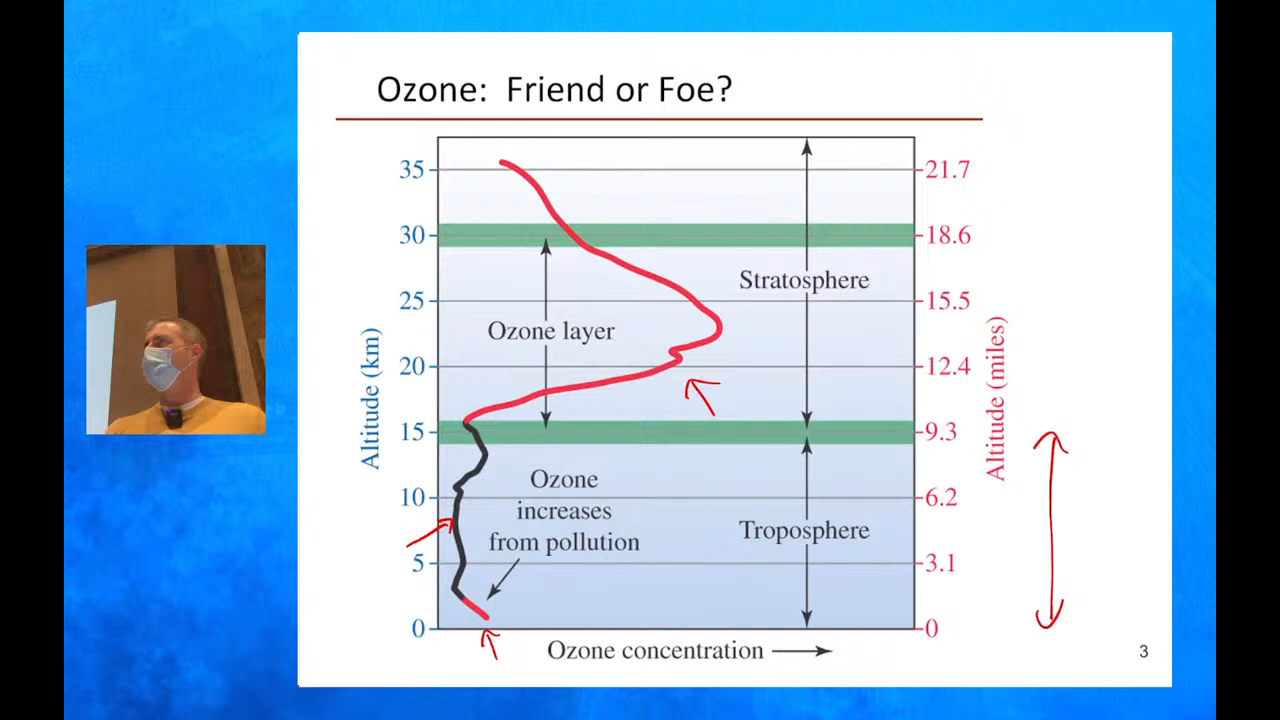 Ozone: Friend or Foe?
35
21.7
30
18.6
Stratosphere
25
15.5
Ozone layer
20
12.4
Altitude (km)
Altitude (miles)
15
9.3
Ozone
increases
from pollution
10
6.2
Troposphere
5
3.1
0
0
Ozone concentration
3